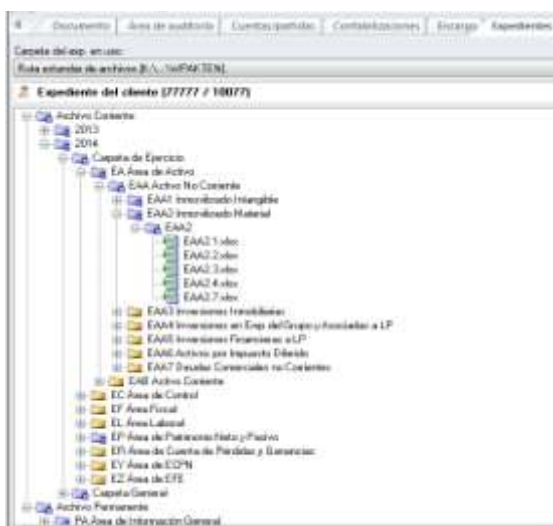 Documento Área de auditoría Cuentas/partidas Contabilizaciones Encargo Expedientes
Carpeta del exp. en uso:
Ruta estándar de archivos [K:\...\WPAKTEN].
Expediente del cliente (77777 / 10077)
Archivo Corriente
2013
2014
Carpeta de Ejercicio
EA Área de Activo
EAA Activo No Corriente
EAA1 Inmovilizado Intangible
EAA2 Inmovilizado Material
EAA2
EAA2.1.xlsx
EAA2.2.xlsx
EAA2.3.xlsx
EAA2.4.xlsx
EAA2.7.xlsx
EAA3 Inversiones Inmobiliarias
EAA4 Inversiones en Emp del Grupo y Asociadas a LP
EAA5 Inversiones Financieras a LP
EAA6 Activos por Impuesto Diferido
EAA7 Deudas Comerciales no Corrientes
EAB Activo Corriente
EC Área de Control
EF Área Fiscal
EL Área Laboral
EP Área de Patrimonio Neto y Pasivo
ER Área de Cuenta de Pérdidas y Ganancias
EY Área de ECPN
EZ Área de EFE
Carpeta General
Archivo Permanente
PA Área de Información General